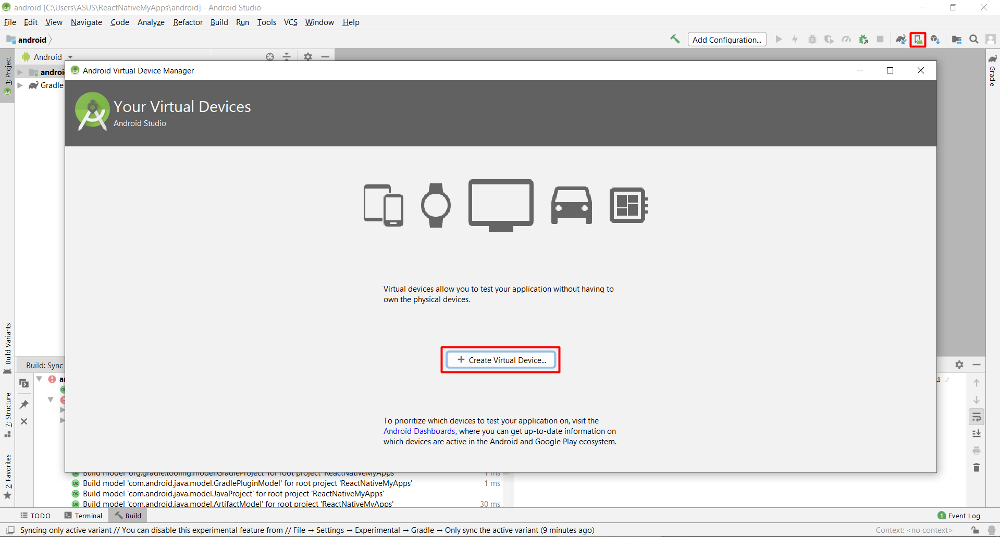 android [C:\Users\ASUS\ReactNativeMyApps\android] - Android Studio
File Edit View Navigate Code Analyze Refactor Build Run Tools VCS Window Help
android
Add Configuration...
Android
1: Project
Gradle
Android Virtual Device Manager
Gradle
Your Virtual Devices
Android Studio
Virtual devices allow you to test your application without having to
own the physical devices.
+ Create Virtual Device...
To prioritize which devices to test your application on, visit the
Android Dashboards, where you can get up-to-date information on
which devices are active in the Android and Google Play ecosystem.
Build Variants
7: Structure
2: Favorites
Build: Sync
Build model 'org.gradle.tooling.model.GradleProject' for root project 'ReactNativeMyApps' 1 ms
OK Build model 'com.android.java.model.GradlePluginModel' for root project 'ReactNativeMyApps' 1 ms
OK Build model 'com.android.java.model.JavaProject' for root project 'ReactNativeMyApps'
OK Build model 'com.android.java.model.ArtifactModel' for root project 'ReactNativeMyApps' 30 ms
TODO Terminal Build 1 Event Log
Syncing only active variant // You can disable this experimental feature from // File → Settings → Experimental → Gradle → Only sync the active variant (9 minutes ago) Context: <no context>